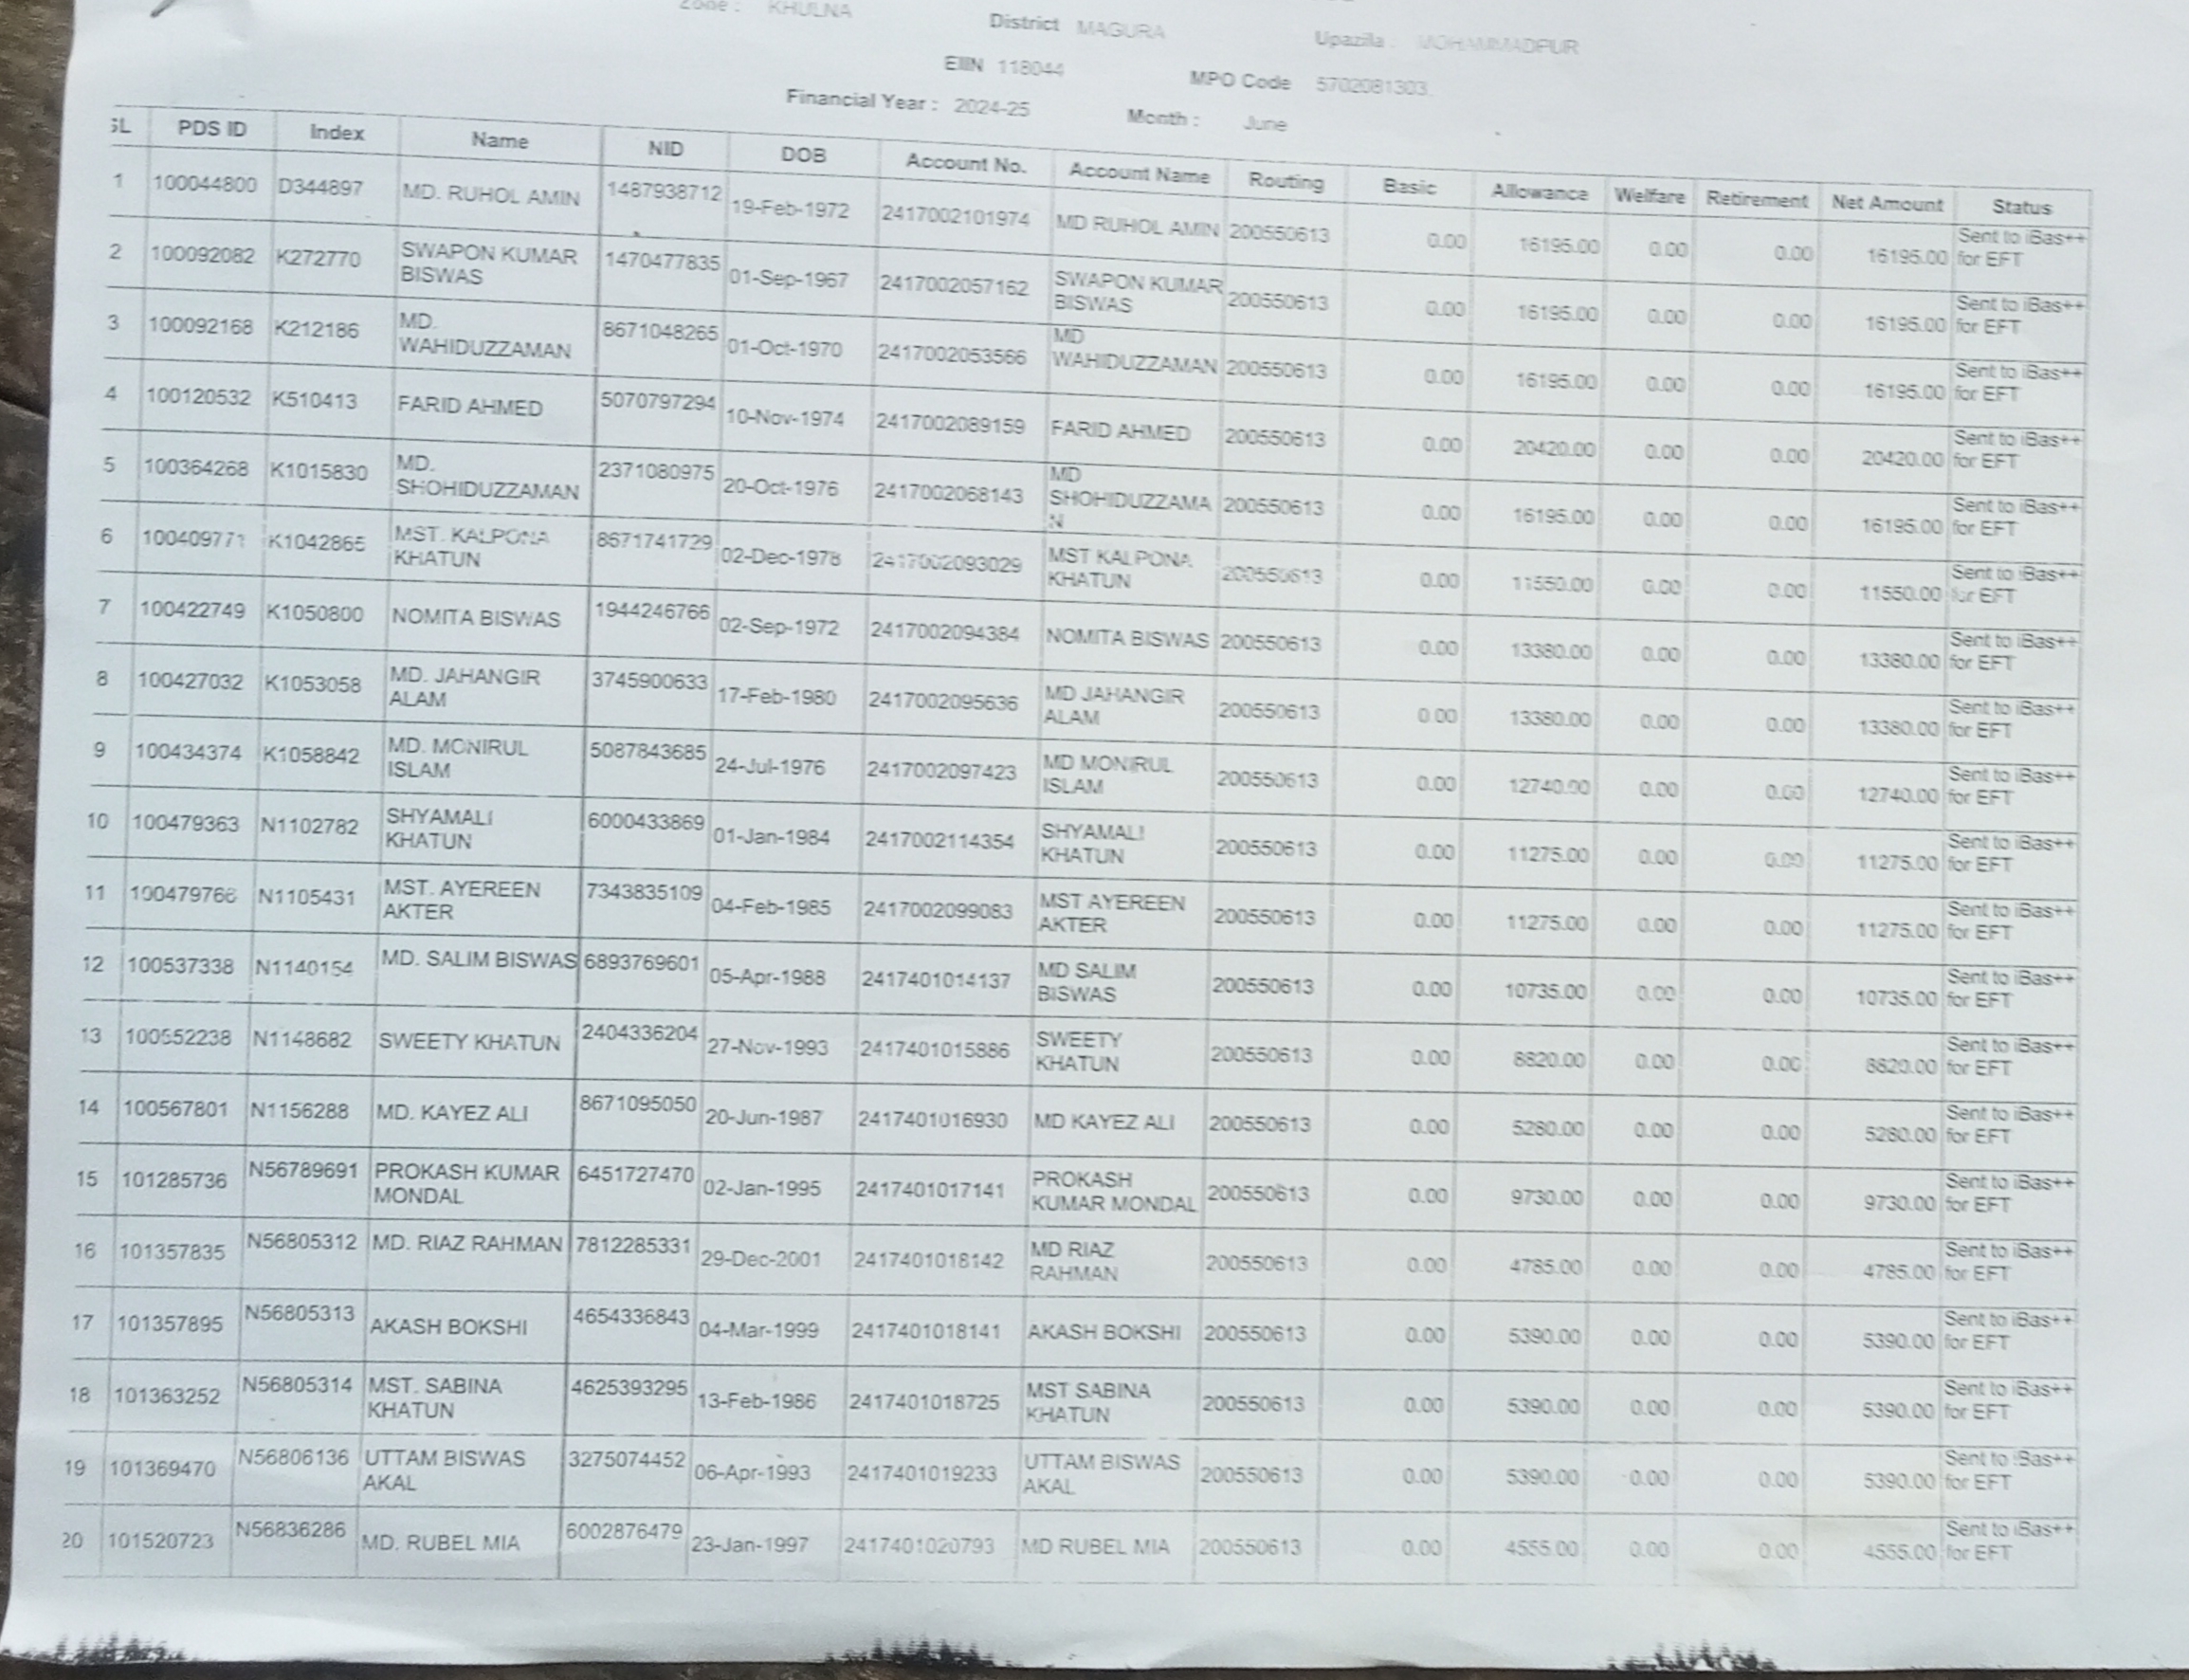 Zone : KHULNA District MAGURA Upazila : MOHAMMADPUR
EIIN 118044 MPO Code 5702081303
Financial Year : 2024-25 Month : June
SL PDS ID Index Name NID DOB Account No. Account Name Routing Basic Allowance Welfare Retirement Net Amount Status
1 100044800 D344897 MD. RUHOL AMIN 1487938712 19-Feb-1972 2417002101974 MD RUHOL AMIN 200550613 0.00 16195.00 0.00 0.00 16195.00 Sent to iBas++ for EFT
2 100092082 K272770 SWAPON KUMAR BISWAS 1470477835 01-Sep-1967 2417002057162 SWAPON KUMAR BISWAS 200550613 0.00 16195.00 0.00 0.00 16195.00 Sent to iBas++ for EFT
3 100092168 K212186 MD. WAHIDUZZAMAN 8671048265 01-Oct-1970 2417002053566 MD WAHIDUZZAMAN 200550613 0.00 16195.00 0.00 0.00 16195.00 Sent to iBas++ for EFT
4 100120532 K510413 FARID AHMED 5070797294 10-Nov-1974 2417002089159 FARID AHMED 200550613 0.00 20420.00 0.00 0.00 20420.00 Sent to iBas++ for EFT
5 100364268 K1015830 MD. SHOHIDUZZAMAN 2371080975 20-Oct-1976 2417002068143 MD SHOHIDUZZAMA N 200550613 0.00 16195.00 0.00 0.00 16195.00 Sent to iBas++ for EFT
6 K1042865 MST. KALPONA KHATUN 8671741729 02-Dec-1978 2417002093029 MST KALPONA KHATUN 200550613 0.00 11550.00 0.00 0.00 11550.00 Sent to iBas++ for EFT
7 100422749 K1050800 NOMITA BISWAS 1944246766 02-Sep-1972 2417002094384 NOMITA BISWAS 200550613 0.00 13380.00 0.00 0.00 13380.00 Sent to iBas++ for EFT
8 100427032 K1053058 MD. JAHANGIR ALAM 3745900633 17-Feb-1980 2417002095636 MD JAHANGIR ALAM 200550613 0.00 13380.00 0.00 0.00 13380.00 Sent to iBas++ for EFT
9 100434374 K1058842 MD. MONIRUL ISLAM 5087843685 24-Jul-1976 2417002097423 MD MONIRUL ISLAM 200550613 0.00 12740.00 0.00 0.00 12740.00 Sent to iBas++ for EFT
10 100479363 N1102782 SHYAMALI KHATUN 6000433869 01-Jan-1984 2417002114354 SHYAMALI KHATUN 200550613 0.00 11275.00 0.00 0.00 11275.00 Sent to iBas++ for EFT
11 100479766 N1105431 MST. AYEREEN AKTER 7343835109 04-Feb-1985 2417002099083 MST AYEREEN AKTER 200550613 0.00 11275.00 0.00 0.00 11275.00 Sent to iBas++ for EFT
12 100537338 N1140154 MD. SALIM BISWAS 6893769601 05-Apr-1988 2417401014137 MD SALIM BISWAS 200550613 0.00 10735.00 0.00 0.00 10735.00 Sent to iBas++ for EFT
13 100552238 N1148682 SWEETY KHATUN 2404336204 27-Nov-1993 2417401015886 SWEETY KHATUN 200550613 0.00 8820.00 0.00 0.00 8820.00 Sent to iBas++ for EFT
14 100567801 N1156288 MD. KAYEZ ALI 8671095050 20-Jun-1987 2417401016930 MD KAYEZ ALI 200550613 0.00 5280.00 0.00 0.00 5280.00 Sent to iBas++ for EFT
15 101285736 N56789691 PROKASH KUMAR MONDAL 6451727470 02-Jan-1995 2417401017141 PROKASH KUMAR MONDAL 200550613 0.00 9730.00 0.00 0.00 9730.00 Sent to iBas++ for EFT
16 101357835 N56805312 MD. RIAZ RAHMAN 7812285331 29-Dec-2001 2417401018142 MD RIAZ RAHMAN 200550613 0.00 4785.00 0.00 0.00 4785.00 Sent to iBas++ for EFT
17 101357895 N56805313 AKASH BOKSHI 4654336843 04-Mar-1999 2417401018141 AKASH BOKSHI 200550613 0.00 5390.00 0.00 0.00 5390.00 Sent to iBas++ for EFT
18 101363252 N56805314 MST. SABINA KHATUN 4625393295 13-Feb-1986 2417401018725 MST SABINA KHATUN 200550613 0.00 5390.00 0.00 0.00 5390.00 Sent to iBas++ for EFT
19 101369470 N56806136 UTTAM BISWAS AKAL 3275074452 06-Apr-1993 2417401019233 UTTAM BISWAS AKAL 200550613 0.00 5390.00 0.00 0.00 5390.00 Sent to iBas++ for EFT
20 101520723 N56836286 MD. RUBEL MIA 6002876479 23-Jan-1997 2417401020793 MD RUBEL MIA 200550613 0.00 4555.00 0.00 0.00 4555.00 Sent to iBas++ for EFT